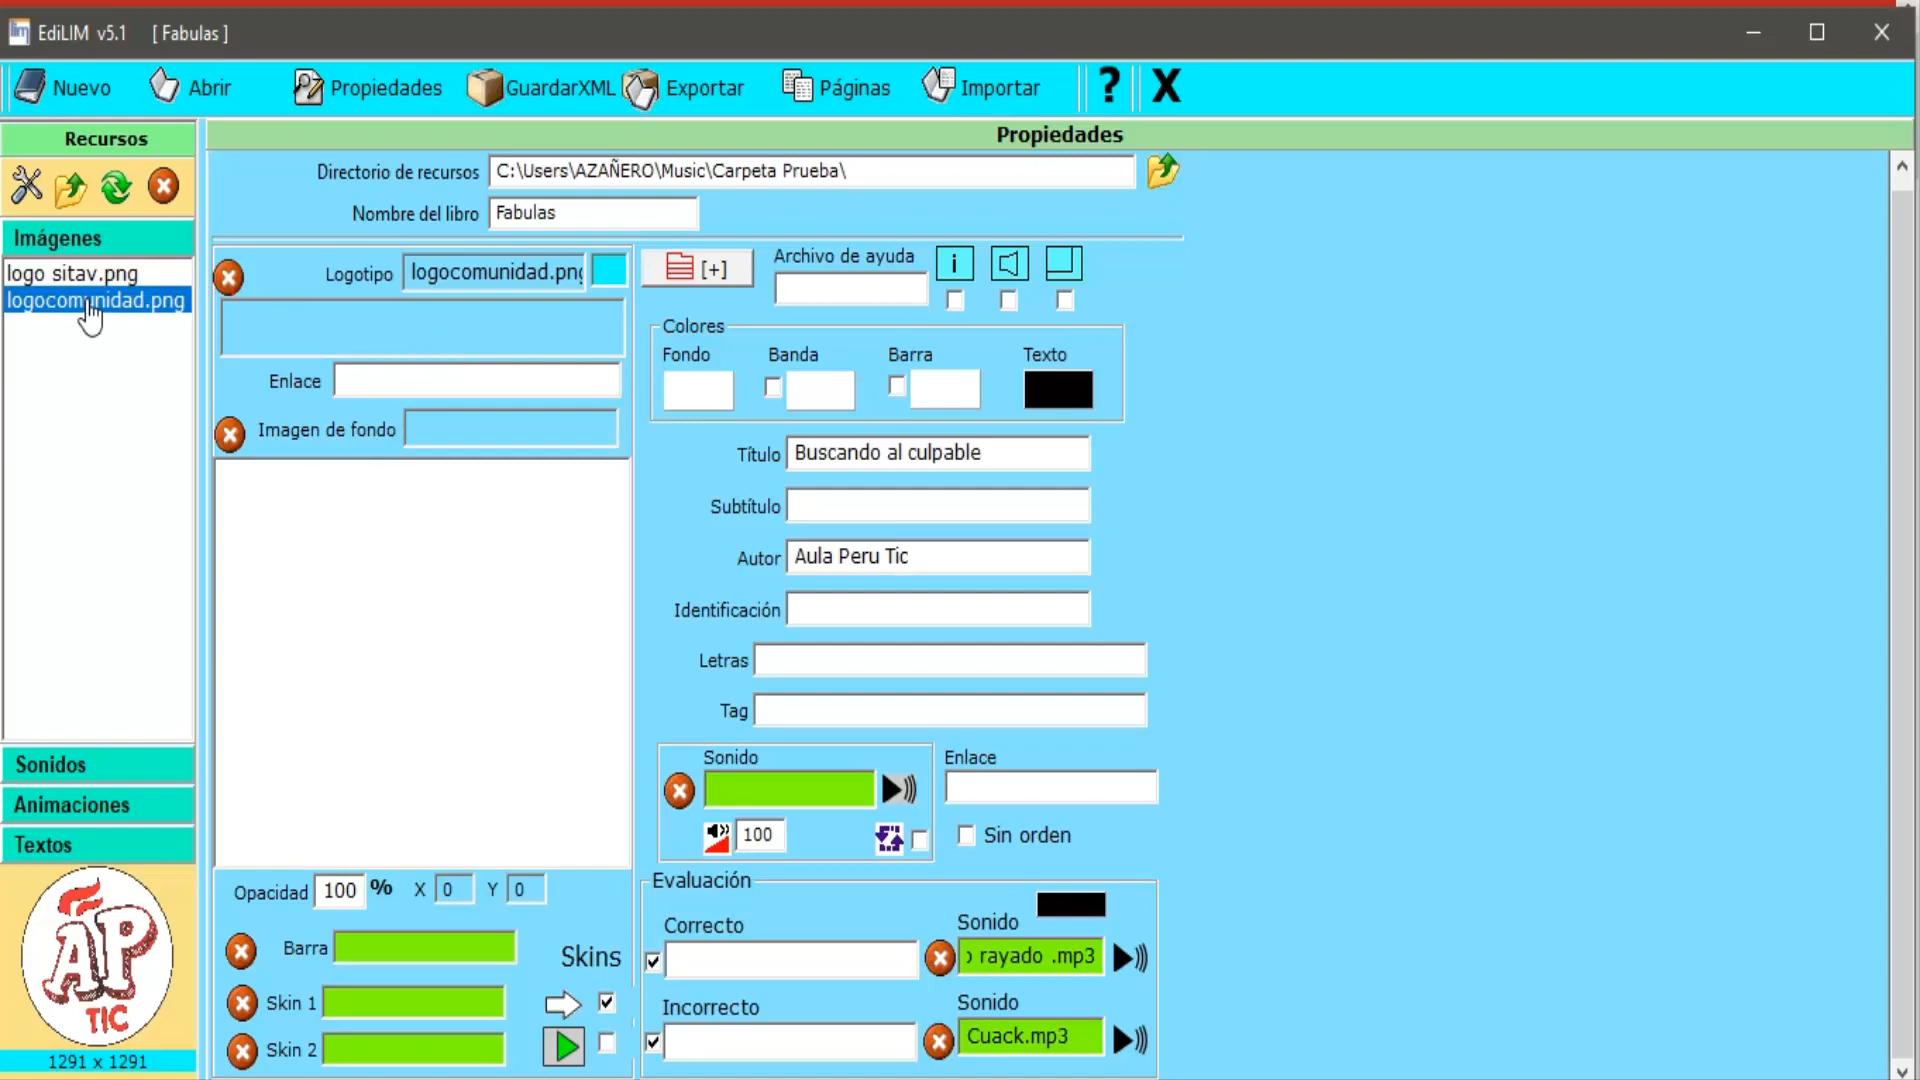 EdiLIM v5.1 [ Fabulas ]
Nuevo Abrir Propiedades GuardarXML Exportar Páginas Importar ? X
Recursos
Propiedades
Directorio de recursos C:\Users\AZAÑERO\Music\Carpeta Prueba\
Nombre del libro Fabulas
Imágenes
logo sitav.png
logocomunidad.png
Logotipo logocomunidad.png
[+]
Archivo de ayuda
i
Colores
Fondo Banda Barra Texto
Enlace
Imagen de fondo
Título Buscando al culpable
Subtítulo
Autor Aula Peru Tic
Identificación
Letras
Tag
Sonidos
Animaciones
Textos
Sonido
Enlace
100
Sin orden
Opacidad 100 % X 0 Y 0
Barra
Skins
Skin 1
Skin 2
Evaluación
Correcto
Sonido
rayado .mp3
Incorrecto
Sonido
Cuack.mp3
AP
TIC
1291 x 1291